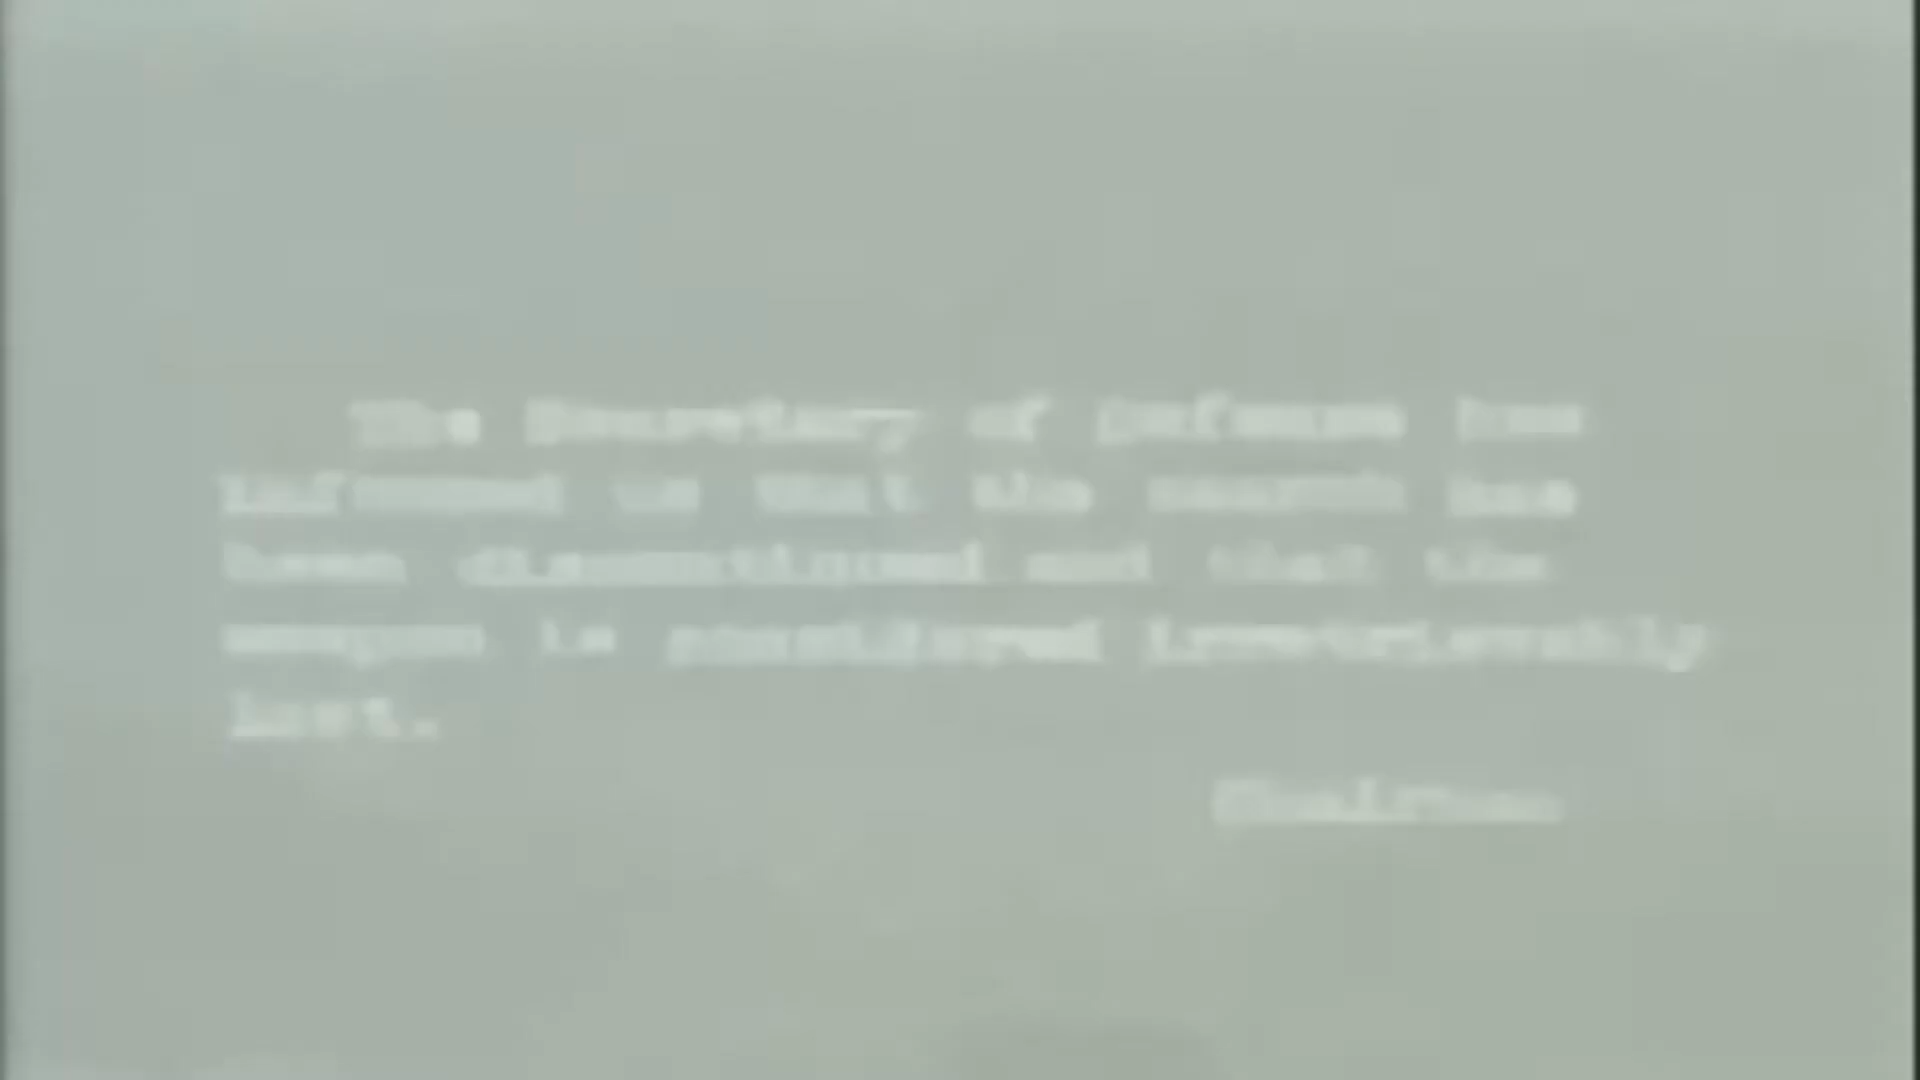 The Secretary of Defense has
informed us that the search has
been discontinued and that the
weapon is considered irretrievably
lost.
Chairman